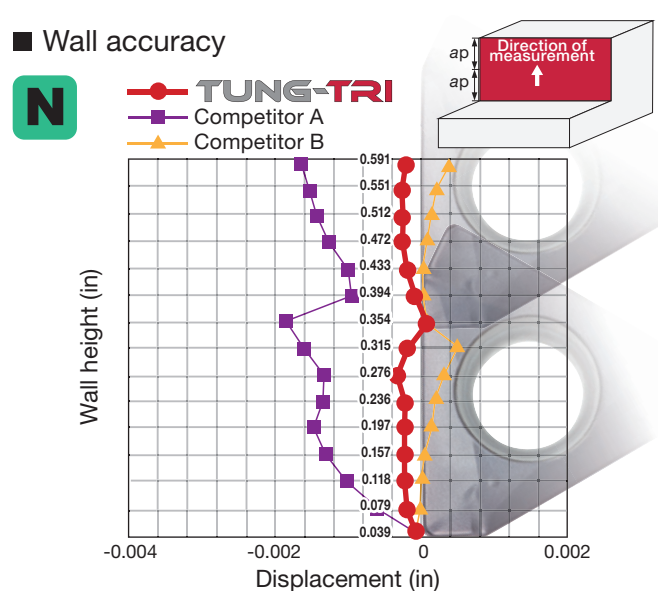 ■ Wall accuracy
N
TUNG-TRI
Competitor A
Competitor B
ap
ap
Direction of
measurement
Wall height (in)
0.591
0.551
0.512
0.472
0.433
0.394
0.354
0.315
0.276
0.236
0.197
0.157
0.118
0.079
0.039
-0.004
-0.002
0
0.002
Displacement (in)